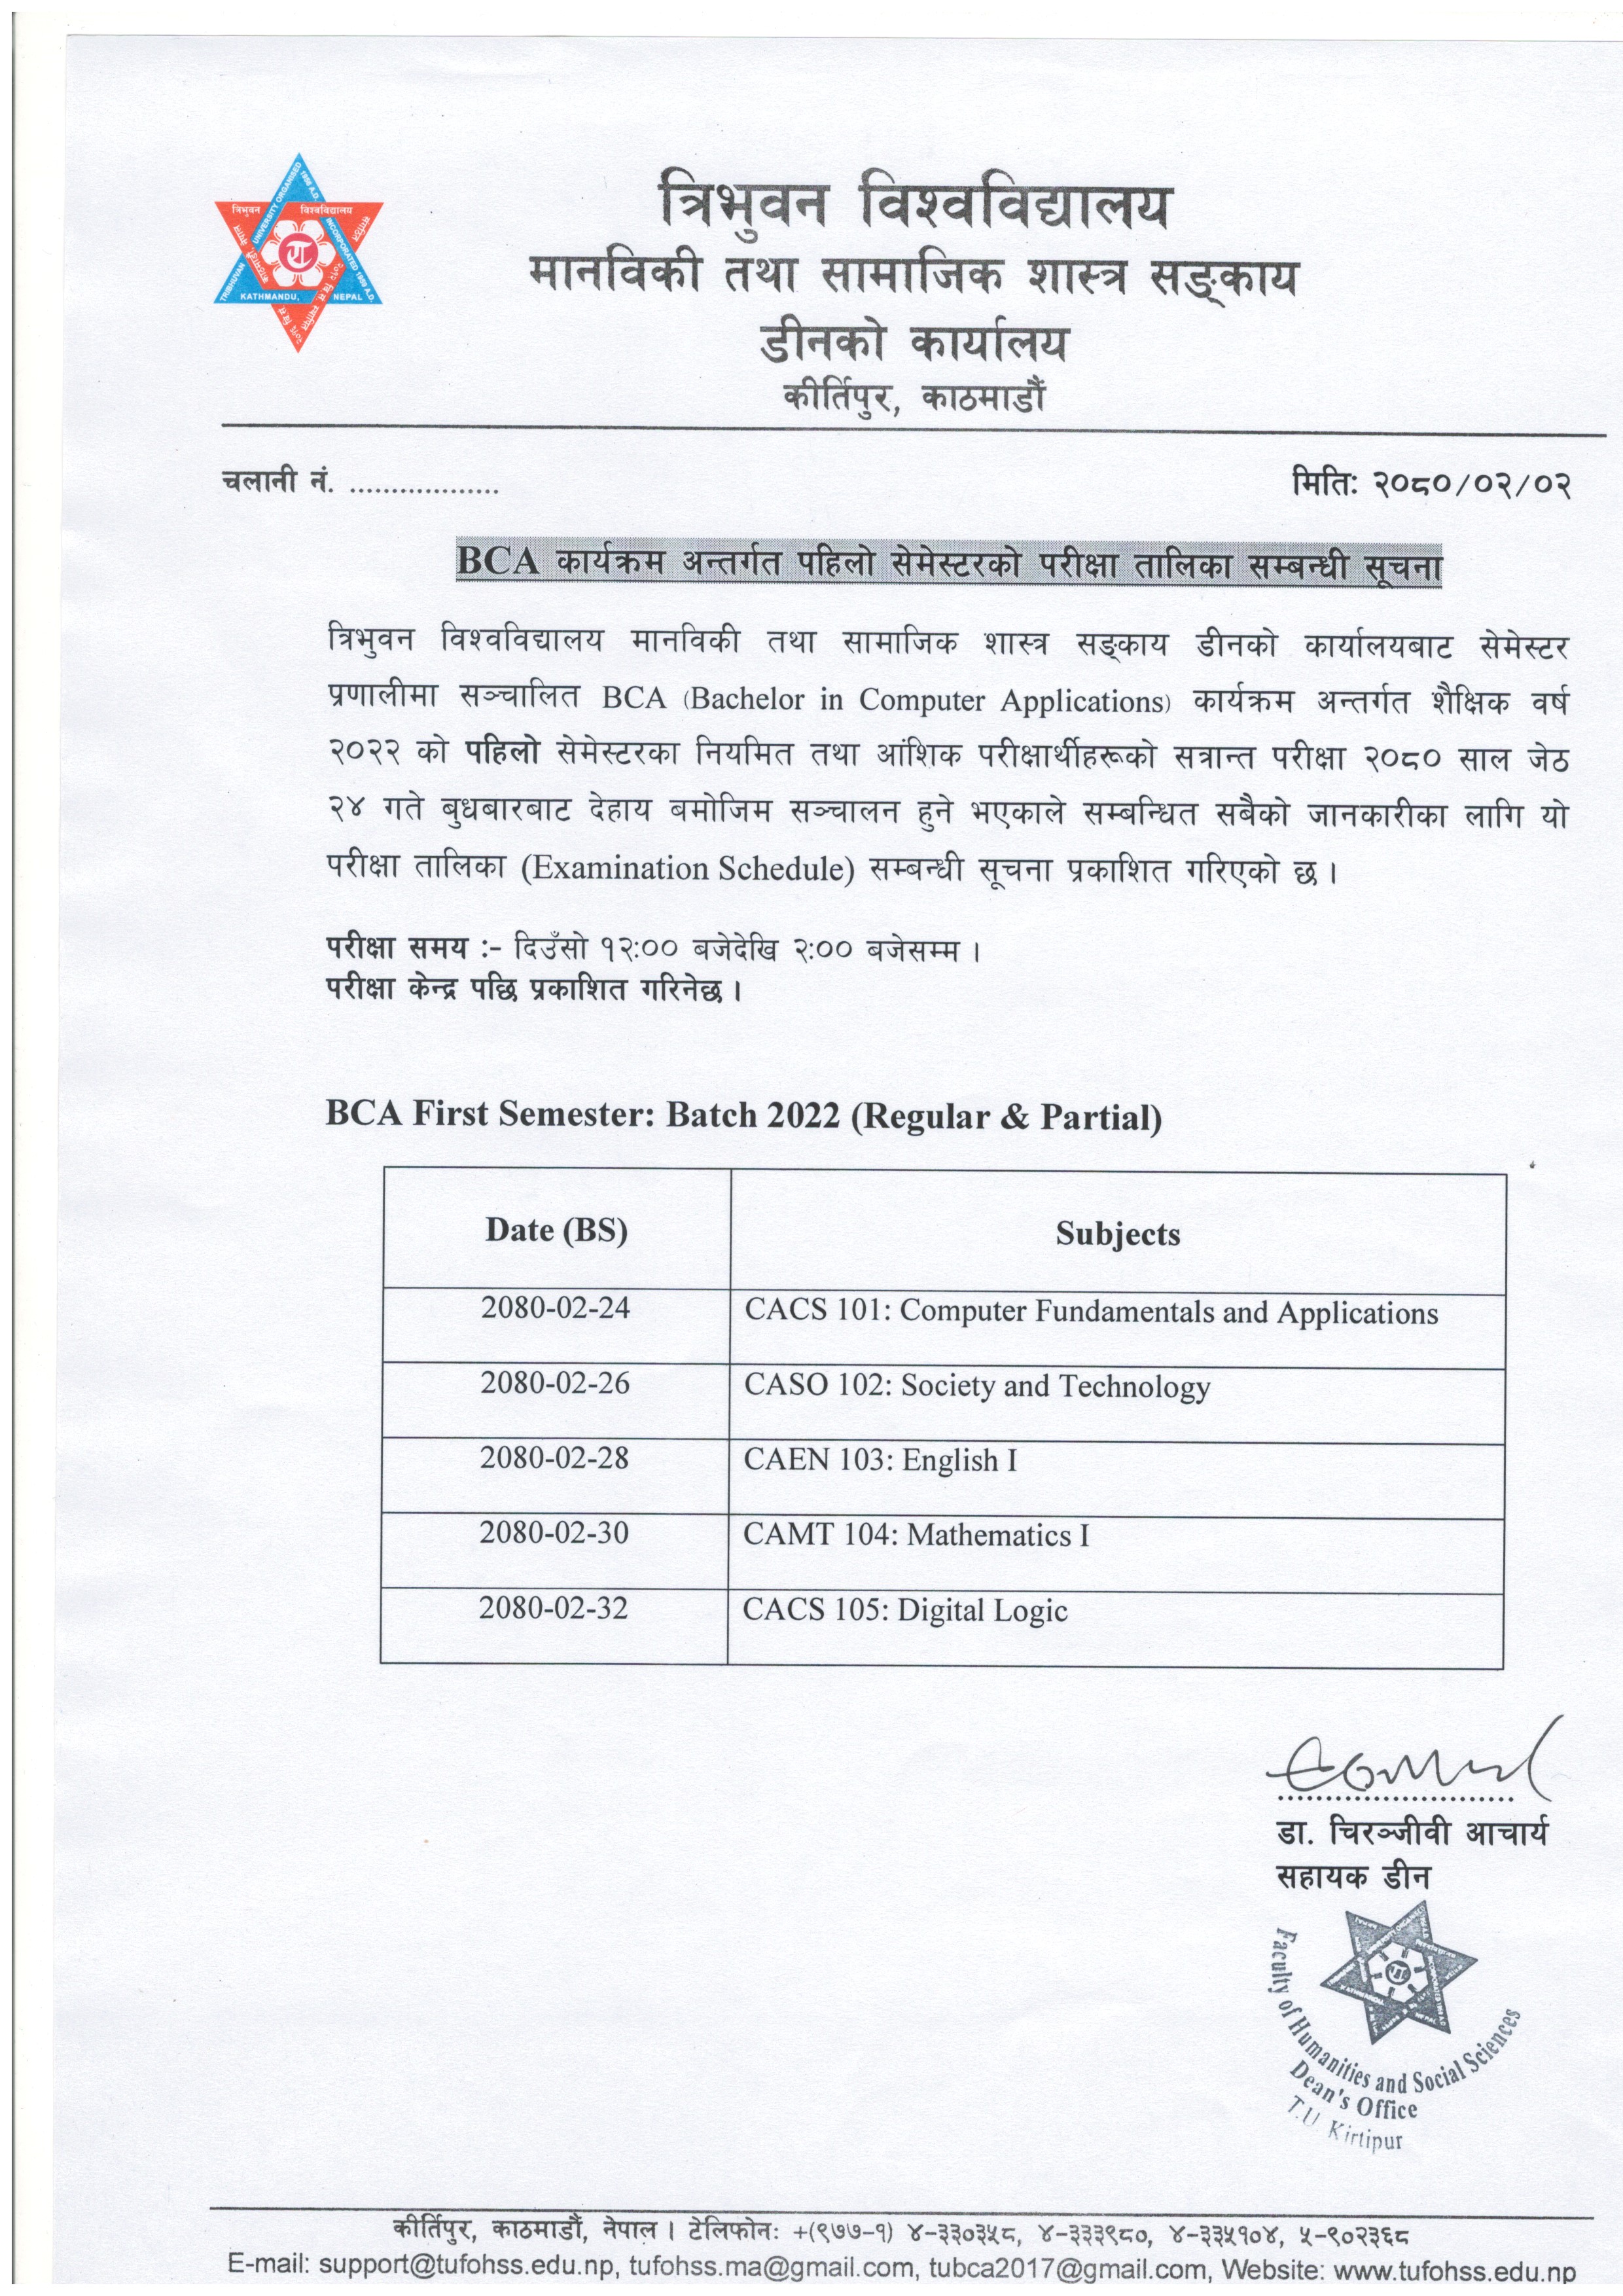 त्रिभुवन विश्वविद्यालय
मानविकी तथा सामाजिक शास्त्र सङ्काय
डीनको कार्यालय
कीर्तिपुर, काठमाडौं
त्रिभुवन विश्वविद्यालय
TRIBHUVAN UNIVERSITY ORGANISED 1959 A.D.
INCORPORATED 1959 A.D.
KATHMANDU, NEPAL
चलानी नं. ..................
मितिः २०८०/०२/०२
BCA कार्यक्रम अन्तर्गत पहिलो सेमेस्टरको परीक्षा तालिका सम्बन्धी सूचना
त्रिभुवन विश्वविद्यालय मानविकी तथा सामाजिक शास्त्र सङ्काय डीनको कार्यालयबाट सेमेस्टर
प्रणालीमा सञ्चालित BCA (Bachelor in Computer Applications) कार्यक्रम अन्तर्गत शैक्षिक वर्ष
२०२२ को पहिलो सेमेस्टरका नियमित तथा आंशिक परीक्षार्थीहरूको सत्रान्त परीक्षा २०८० साल जेठ
२४ गते बुधबारबाट देहाय बमोजिम सञ्चालन हुने भएकाले सम्बन्धित सबैको जानकारीका लागि यो
परीक्षा तालिका (Examination Schedule) सम्बन्धी सूचना प्रकाशित गरिएको छ ।
परीक्षा समय :- दिउँसो १२:०० बजेदेखि २:०० बजेसम्म ।
परीक्षा केन्द्र पछि प्रकाशित गरिनेछ ।
BCA First Semester: Batch 2022 (Regular & Partial)
Date (BS) Subjects
2080-02-24 CACS 101: Computer Fundamentals and Applications
2080-02-26 CASO 102: Society and Technology
2080-02-28 CAEN 103: English I
2080-02-30 CAMT 104: Mathematics I
2080-02-32 CACS 105: Digital Logic
............................
डा. चिरञ्जीवी आचार्य
सहायक डीन
Faculty of Humanities and Social Sciences
Dean's Office
T.U. Kirtipur
कीर्तिपुर, काठमाडौं, नेपाल । टेलिफोनः +(९७७-१) ४-३३०३५८, ४-३३३९८०, ४-३३५१०४, ५-९०२३६८
E-mail: support@tufohss.edu.np, tufohss.ma@gmail.com, tubca2017@gmail.com, Website: www.tufohss.edu.np